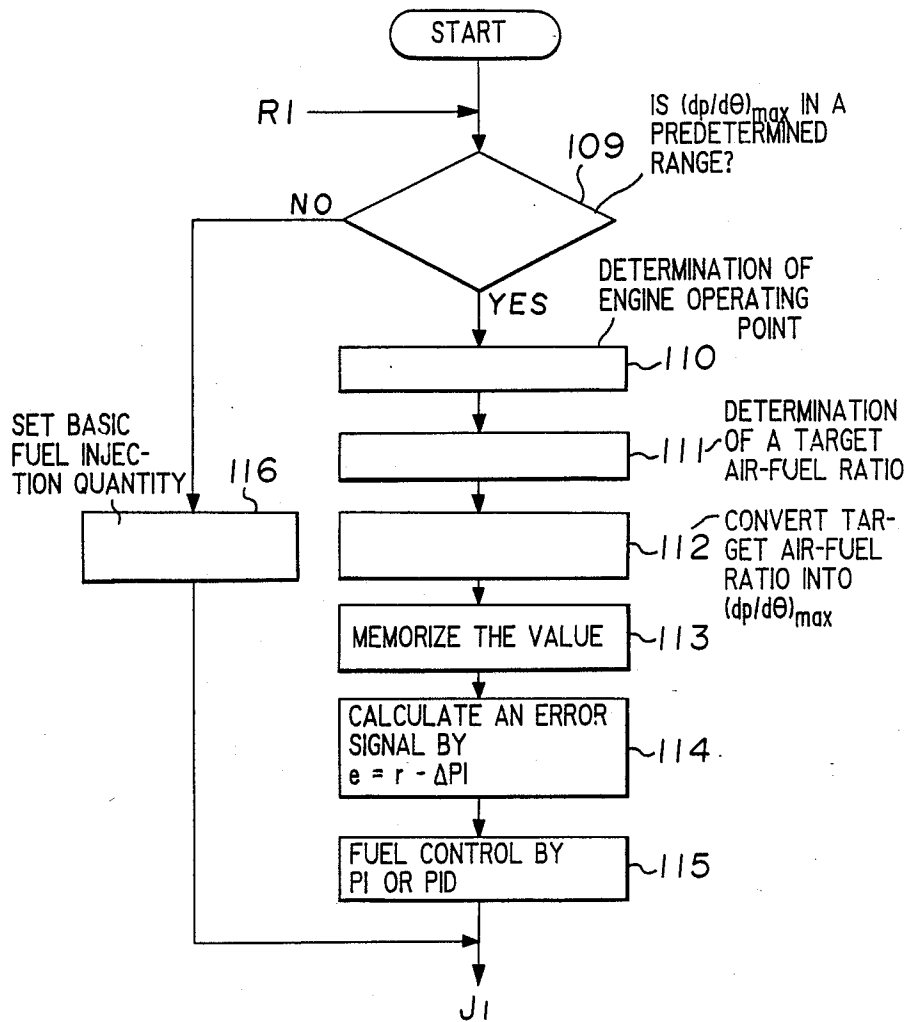 START
R1
IS (dp/dθ)max IN A
PREDETERMINED
RANGE?
109
NO
YES
DETERMINATION OF
ENGINE OPERATING
POINT
110
SET BASIC
FUEL INJEC-
TION QUANTITY
116
111
DETERMINATION
OF A TARGET
AIR-FUEL RATIO
112
CONVERT TAR-
GET AIR-FUEL
RATIO INTO
(dp/dθ)max
MEMORIZE THE VALUE
113
CALCULATE AN ERROR
SIGNAL BY
e = r - ΔPI
114
FUEL CONTROL BY
PI OR PID
115
J1